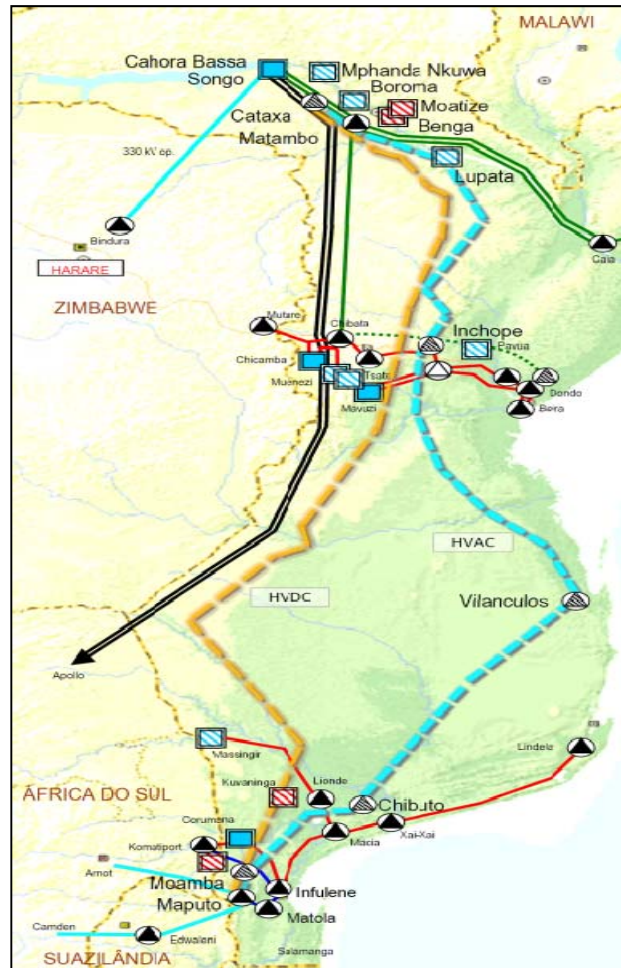 MALAWI
Cahora Bassa
Songo
Mphanda Nkuwa
Boroma
Moatize
Benga
Cataxa
Matambo
Lupata
330 kV op.
Bindura
Caia
HARARE
ZIMBABWE
Mutare
Chibata
Inchope
Pavua
Chicamba
Muenezi
Tsate
Mavuzi
Dondo
Beira
HVAC
HVDC
Vilanculos
Apollo
Massingir
Lindela
Kuvaninga
Lionde
ÁFRICA DO SUL
Chibuto
Corumana
Xai-Xai
Komatiport
Macia
Arnot
Moamba
Infulene
Maputo
Matola
Camden
Edwaleni
Salamanga
SUAZILÂNDIA